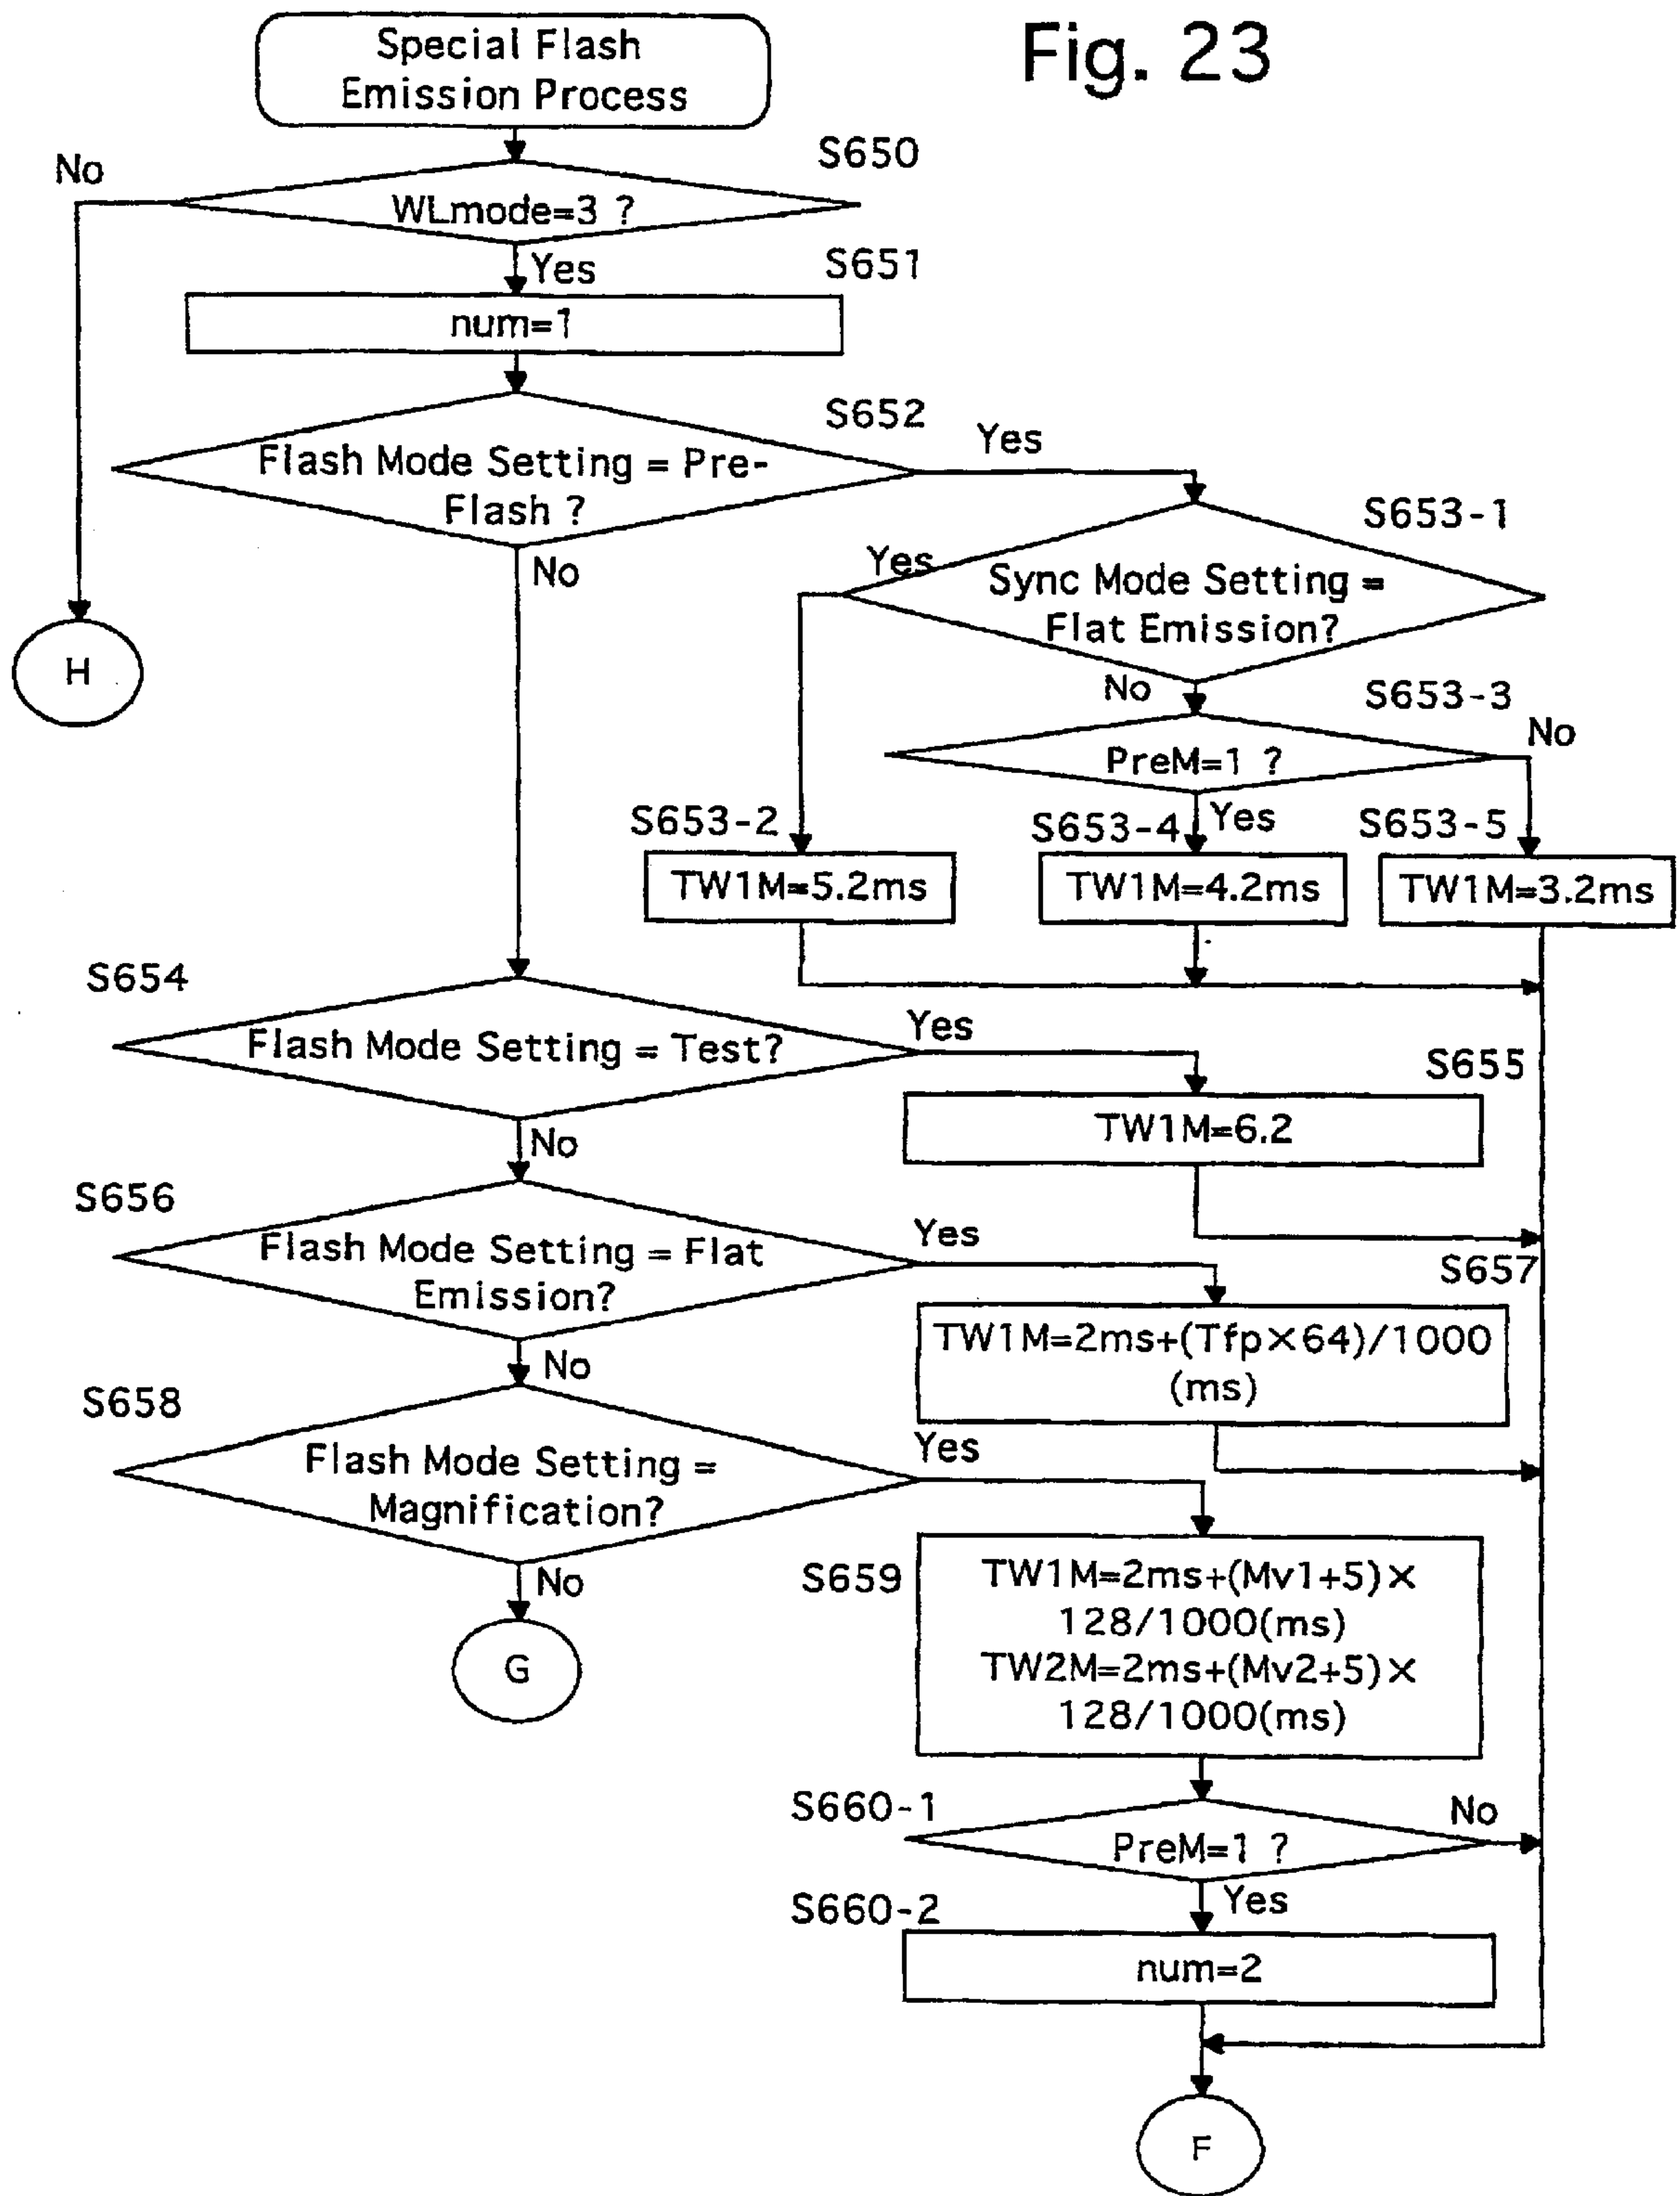 Fig. 23
Special Flash
Emission Process
S650
No
WLmode=3 ?
Yes
S651
num=1
S652
Flash Mode Setting = Pre-
Flash ?
Yes
No
S653-1
Yes
Sync Mode Setting =
Flat Emission?
H
No
S653-3
PreM=1 ?
No
S653-2
S653-4
Yes
S653-5
TW1M=5.2ms
TW1M=4.2ms
TW1M=3.2ms
S654
Flash Mode Setting = Test?
Yes
S655
TW1M=6.2
No
S656
Flash Mode Setting = Flat
Emission?
Yes
S657
TW1M=2ms+(Tfp×64)/1000
(ms)
No
S658
Flash Mode Setting =
Magnification?
Yes
No
S659
TW1M=2ms+(Mv1+5)×
128/1000(ms)
TW2M=2ms+(Mv2+5)×
128/1000(ms)
G
S660-1
PreM=1 ?
No
Yes
S660-2
num=2
F